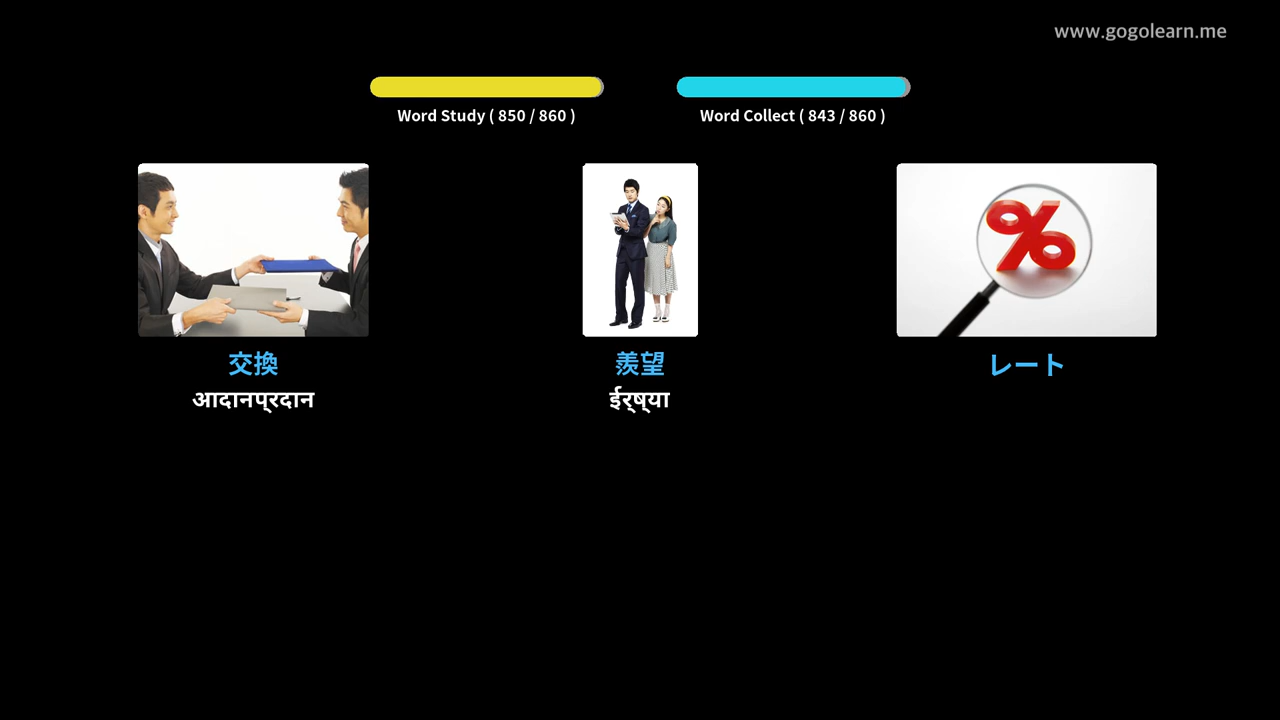 www.gogolearn.me
Word Study ( 850 / 860 )
Word Collect ( 843 / 860 )
交換
羨望
レート
आदानप्रदान
ईर्ष्या
%